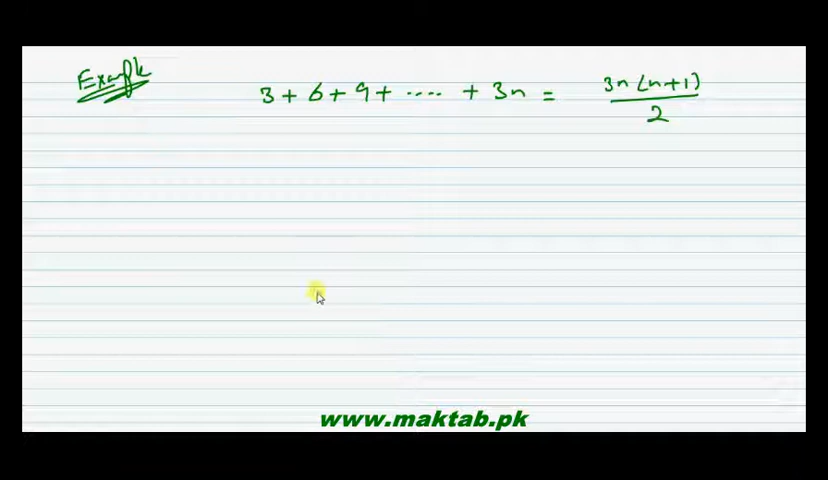 Example
3 + 6 + 9 + .... + 3n = 3n(n+1)/2
www.maktab.pk